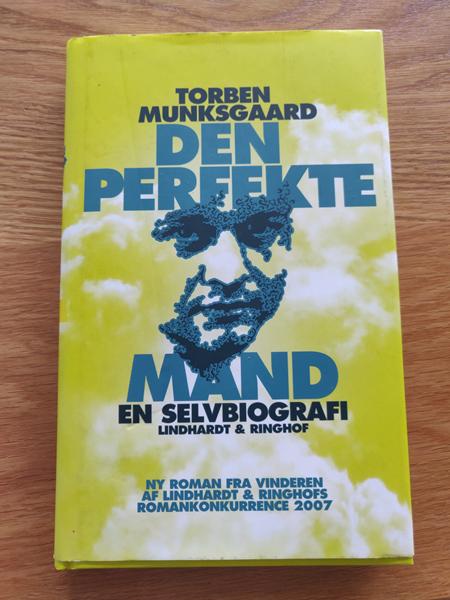 TORBEN
MUNKSGAARD
DEN
PERFEKTE
MAND
EN SELVBIOGRAFI
LINDHARDT & RINGHOF
NY ROMAN FRA VINDEREN
AF LINDHARDT & RINGHOFS
ROMANKONKURRENCE 2007